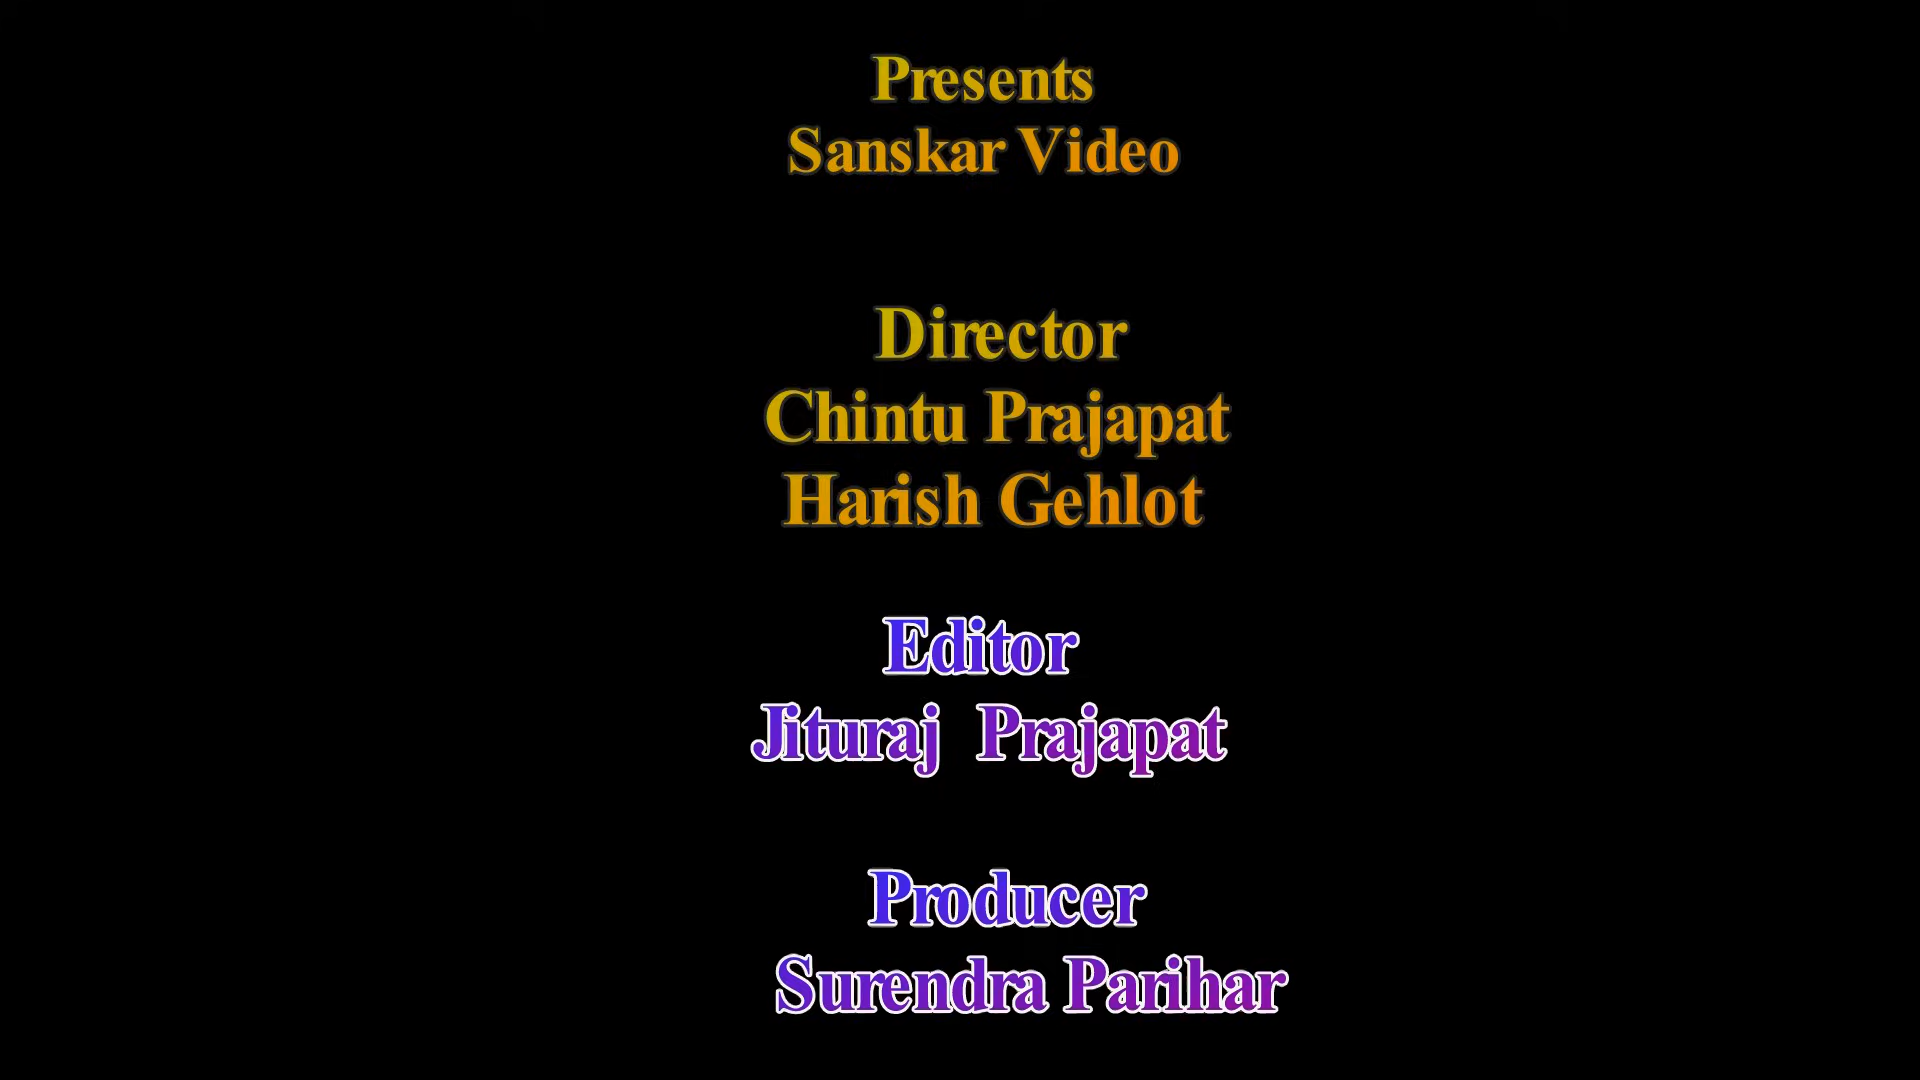 Presents
Sanskar Video
Director
Chintu Prajapat
Harish Gehlot
Editor
Jituraj Prajapat
Producer
Surendra Parihar